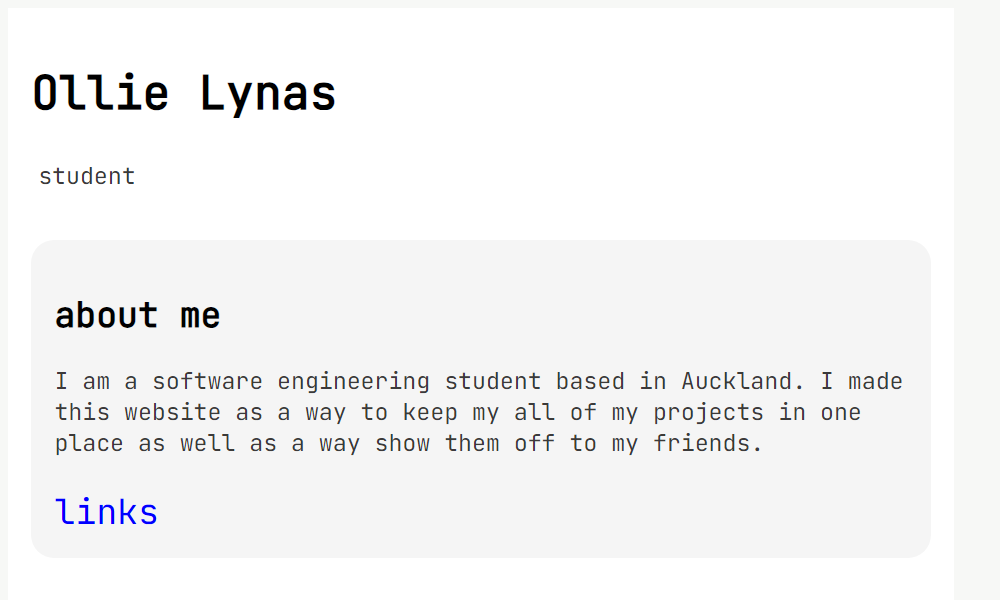 Ollie Lynas
student
about me
I am a software engineering student based in Auckland. I made
this website as a way to keep my all of my projects in one
place as well as a way show them off to my friends.
links